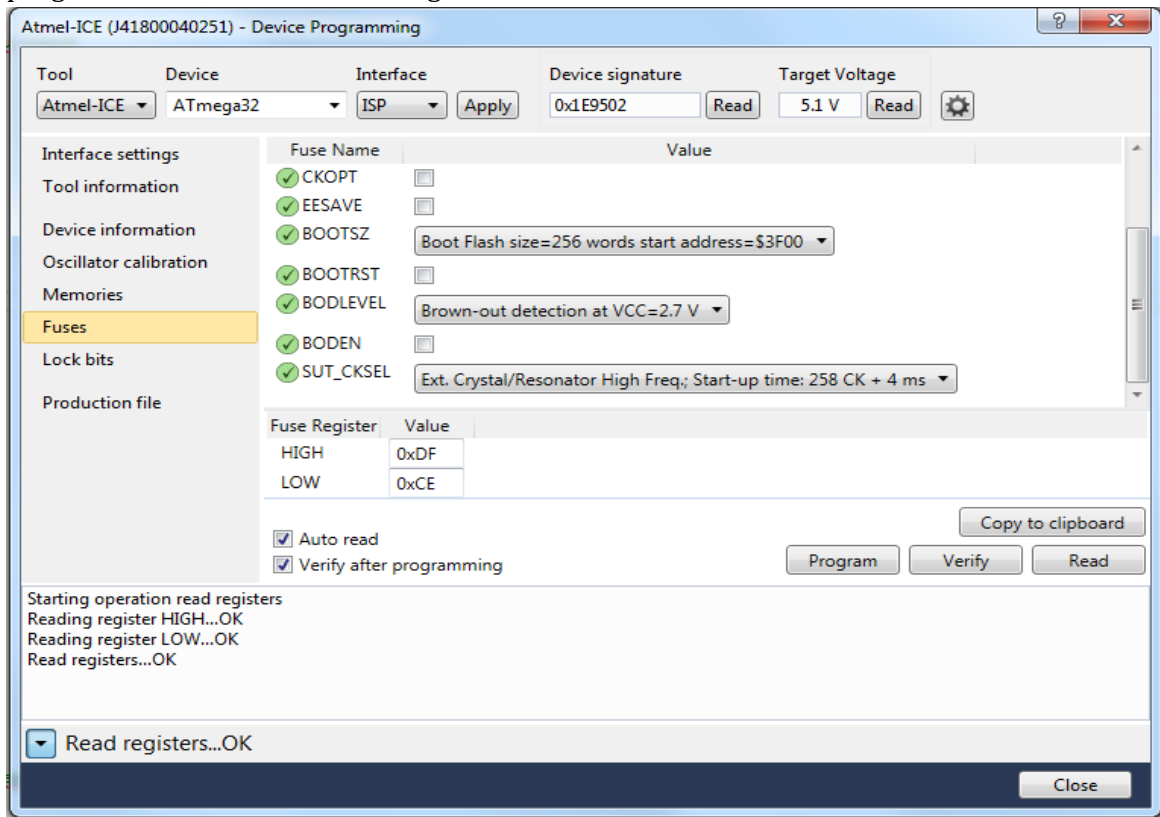 Atmel-ICE (J41800040251) - Device Programming
Tool Device Interface Device signature Target Voltage
Atmel-ICE ATmega32 ISP Apply 0x1E9502 Read 5.1 V Read
Interface settings
Tool information
Device information
Oscillator calibration
Memories
Fuses
Lock bits
Production file
Fuse Name Value
CKOPT
EESAVE
BOOTSZ Boot Flash size=256 words start address=$3F00
BOOTRST
BODLEVEL Brown-out detection at VCC=2.7 V
BODEN
SUT_CKSEL Ext. Crystal/Resonator High Freq.; Start-up time: 258 CK + 4 ms
Fuse Register Value
HIGH 0xDF
LOW 0xCE
Copy to clipboard
Auto read
Verify after programming
Program Verify Read
Starting operation read registers
Reading register HIGH...OK
Reading register LOW...OK
Read registers...OK
Read registers...OK
Close